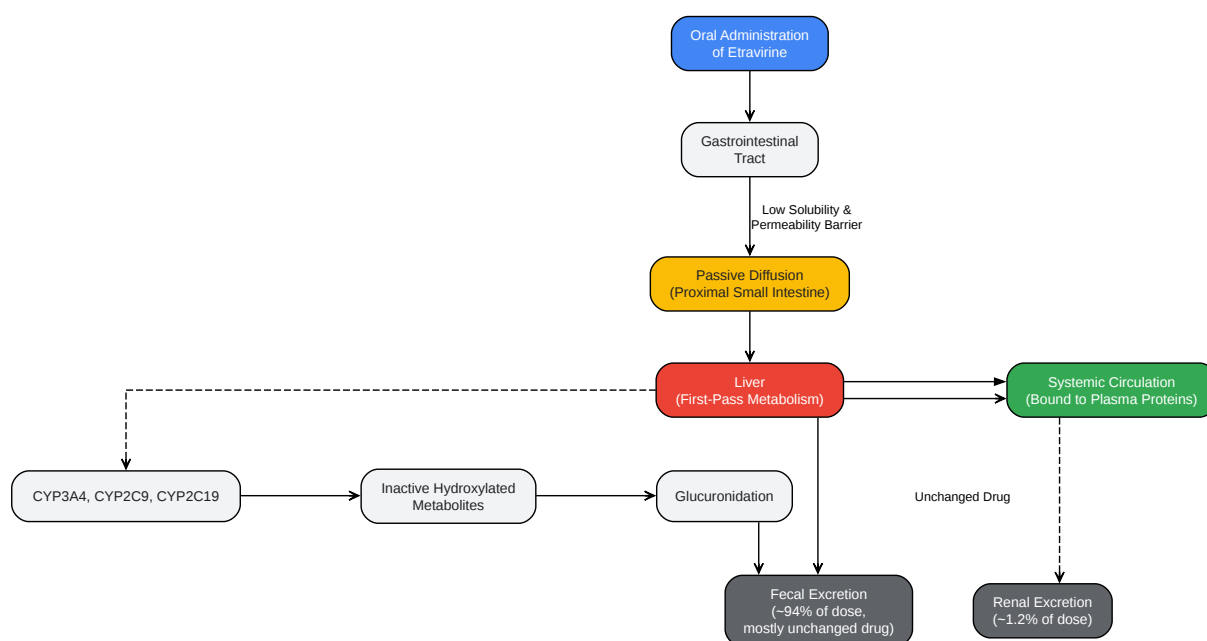 Oral Administration
of Etravirine
Gastrointestinal
Tract
Low Solubility &
Permeability Barrier
Passive Diffusion
(Proximal Small Intestine)
Liver
(First-Pass Metabolism)
Systemic Circulation
(Bound to Plasma Proteins)
CYP3A4, CYP2C9, CYP2C19
Inactive Hydroxylated
Metabolites
Glucuronidation
Unchanged Drug
Fecal Excretion
(~94% of dose,
mostly unchanged drug)
Renal Excretion
(~1.2% of dose)